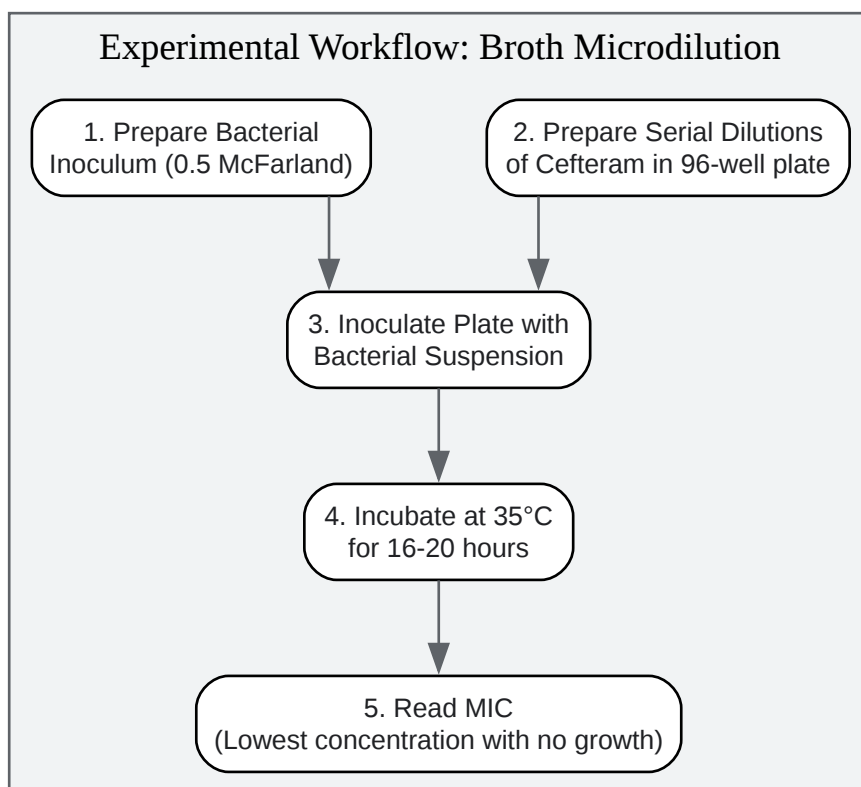 Experimental Workflow: Broth Microdilution
1. Prepare Bacterial
Inoculum (0.5 McFarland)
2. Prepare Serial Dilutions
of Cefteram in 96-well plate
3. Inoculate Plate with
Bacterial Suspension
4. Incubate at 35°C
for 16-20 hours
5. Read MIC
(Lowest concentration with no growth)